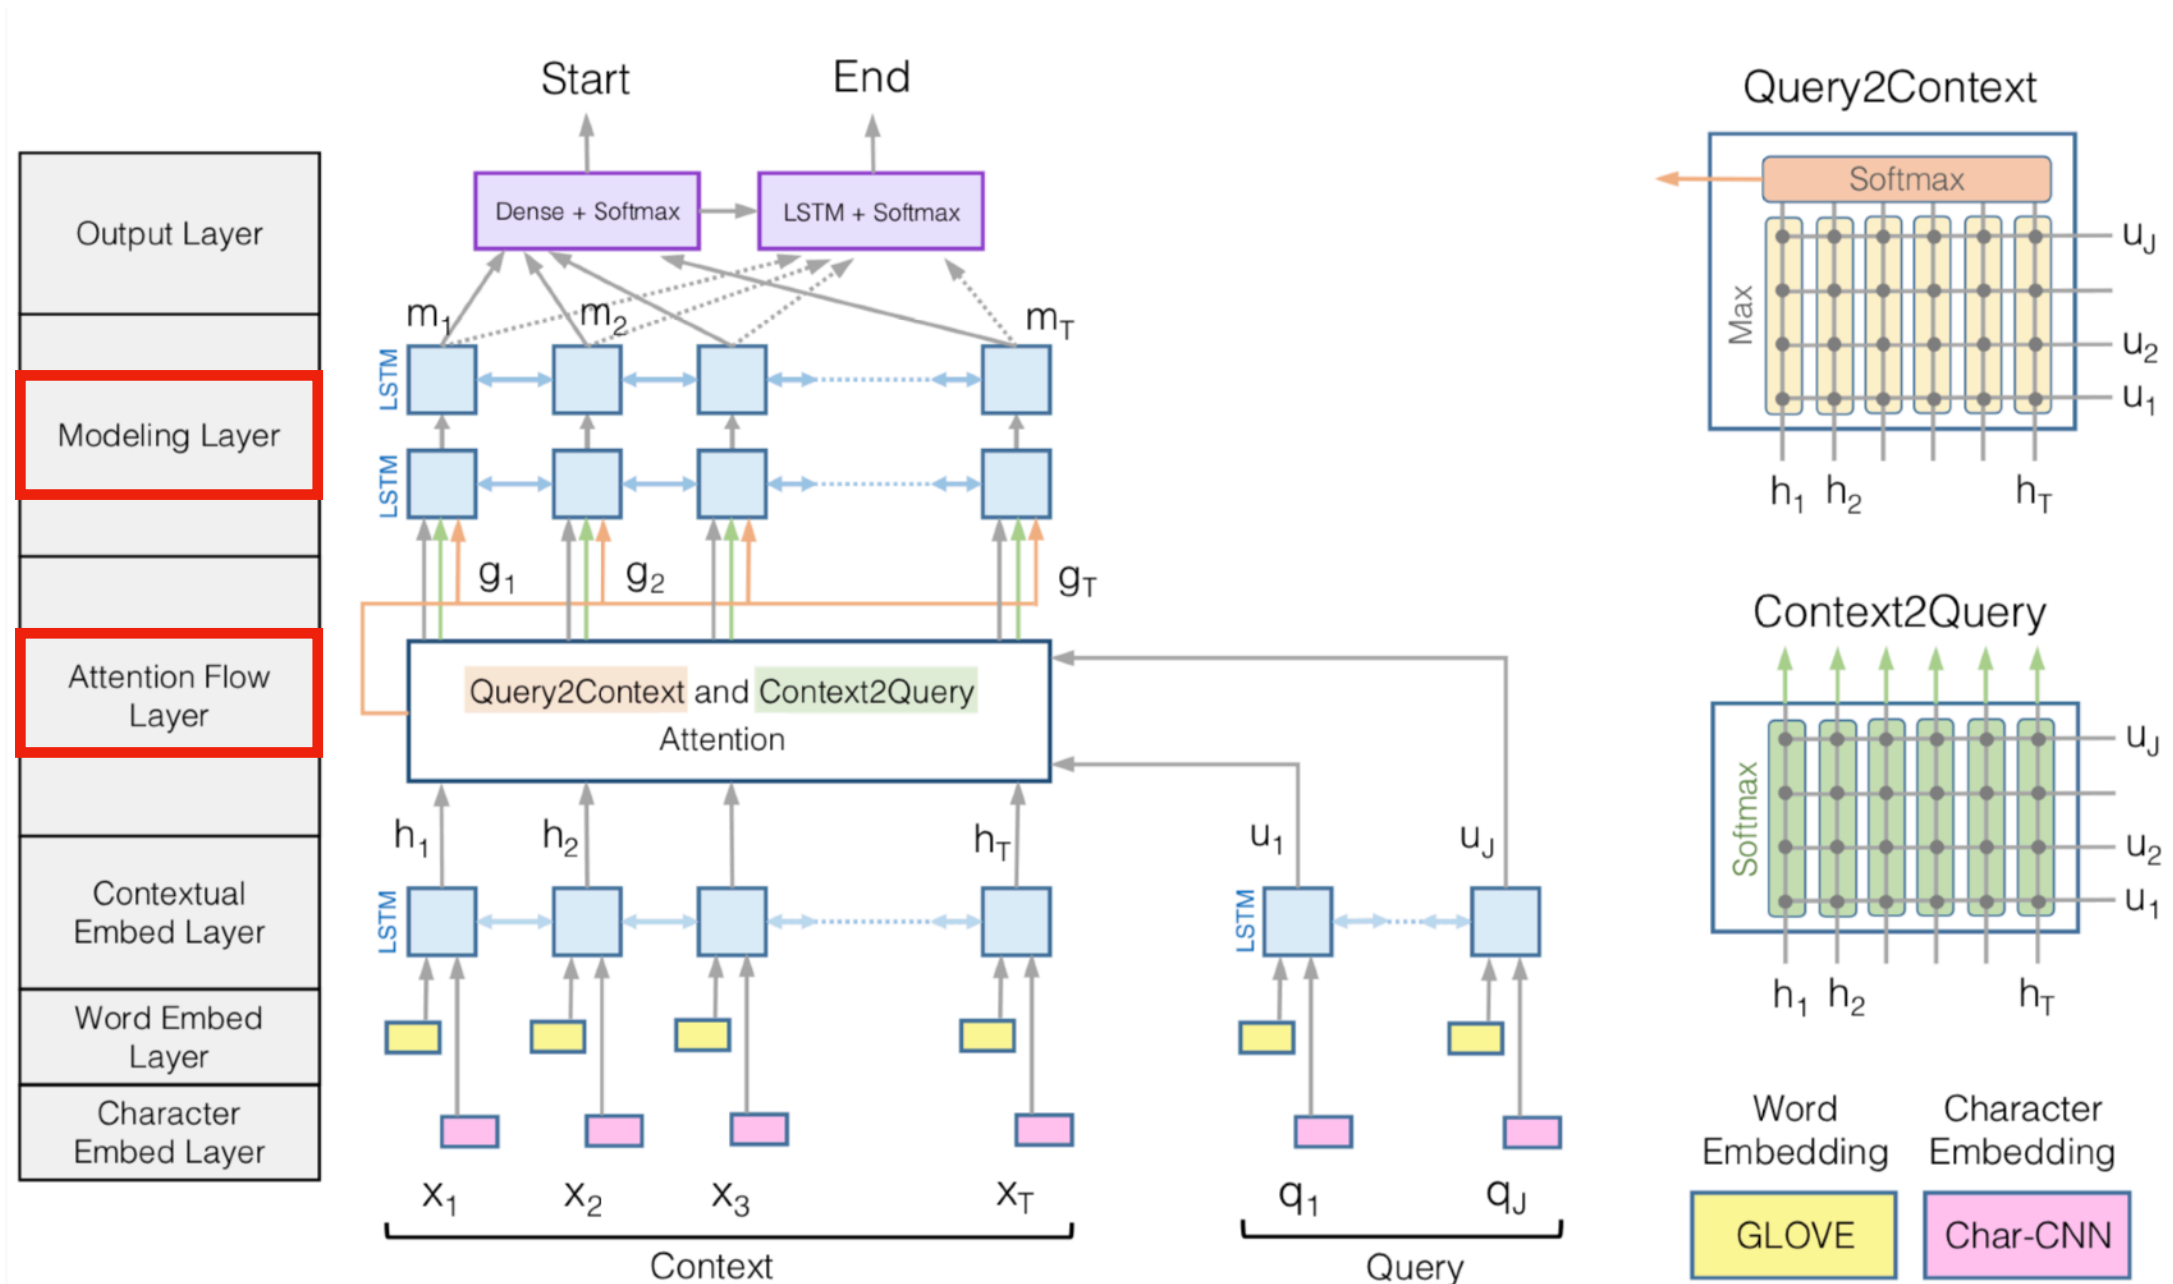 Start
End
Output Layer
Dense + Softmax
LSTM + Softmax
m1
m2
mT
LSTM
Modeling Layer
LSTM
g1
g2
gT
Attention Flow
Layer
Query2Context and Context2Query
Attention
h1
h2
hT
u1
uJ
Contextual
Embed Layer
LSTM
LSTM
Word Embed
Layer
Character
Embed Layer
x1
x2
x3
xT
q1
qJ
Context
Query
Query2Context
Softmax
Max
uJ
u2
u1
h1
h2
hT
Context2Query
Softmax
uJ
u2
u1
h1
h2
hT
Word
Embedding
Character
Embedding
GLOVE
Char-CNN